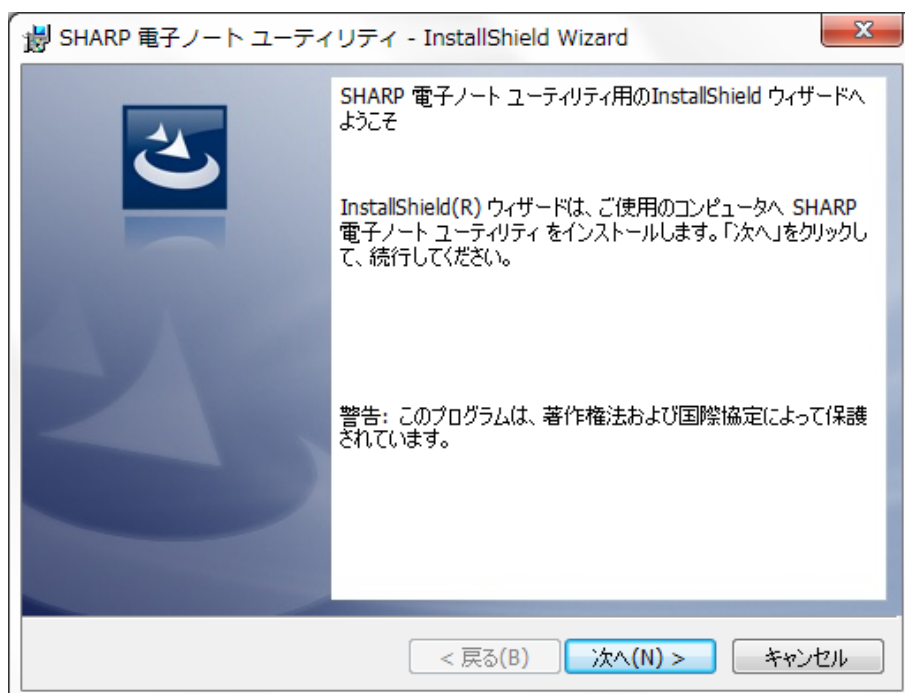 SHARP 電子ノート ユーティリティ - InstallShield Wizard
SHARP 電子ノート ユーティリティ用のInstallShield ウィザードへ
ようこそ
InstallShield(R) ウィザードは、ご使用のコンピュータへ SHARP
電子ノート ユーティリティ をインストールします。「次へ」をクリックし
て、続行してください。
警告: このプログラムは、著作権法および国際協定によって保護
されています。
< 戻る(B) 次へ(N) > キャンセル